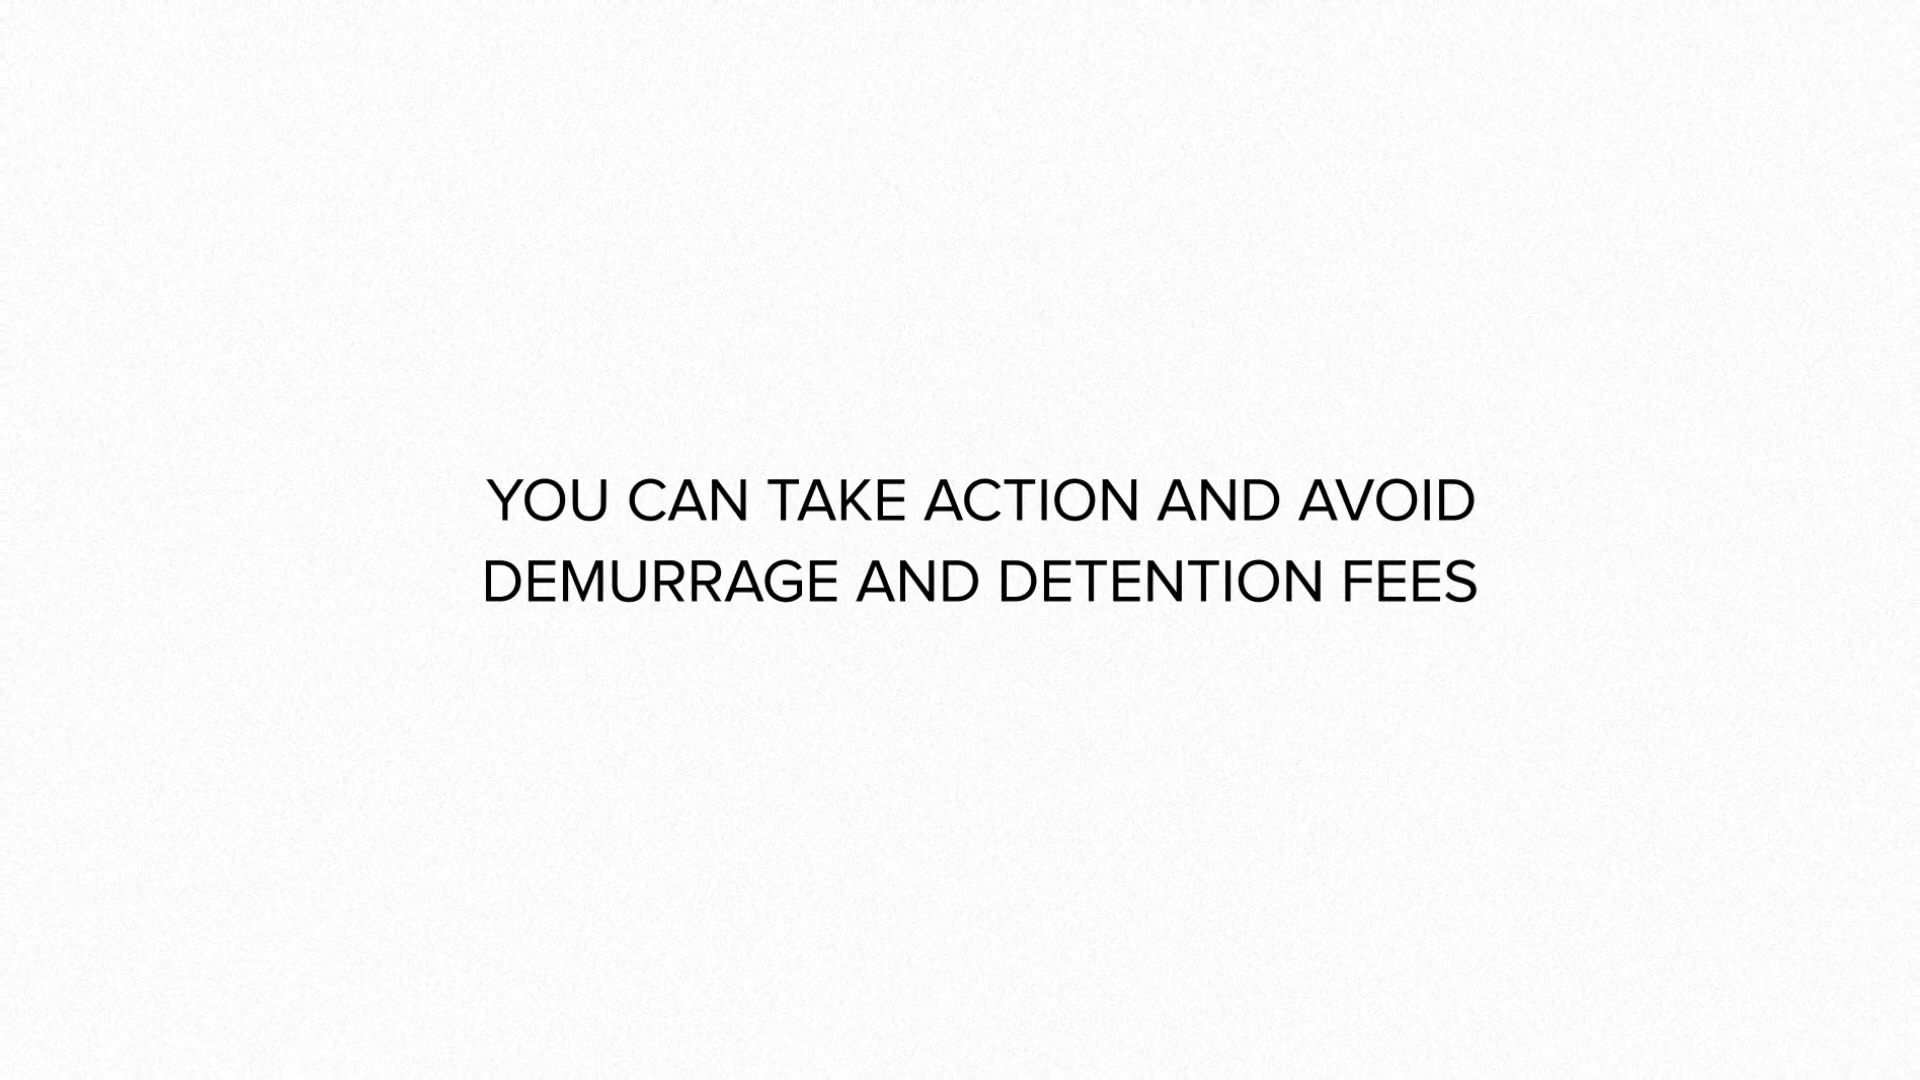 YOU CAN TAKE ACTION AND AVOID
DEMURRAGE AND DETENTION FEES